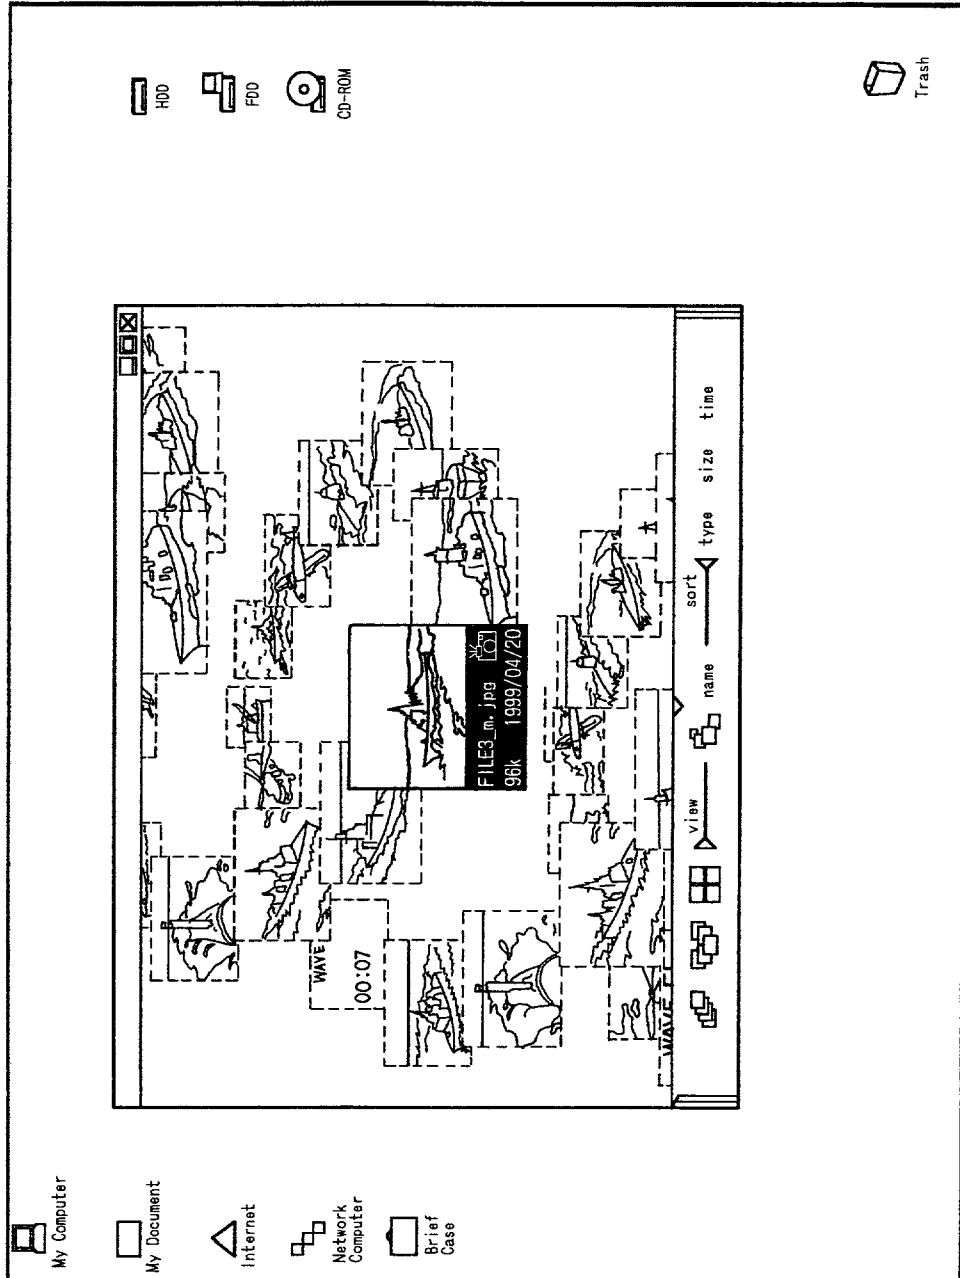 My Computer
My Document
Internet
Network
Computer
Brief
Case
HDD
FDD
CD-ROM
Trash
WAVE
00:07
FILE3_m.jpg
96k 1999/04/20
WAVE
view
sort
name type size time